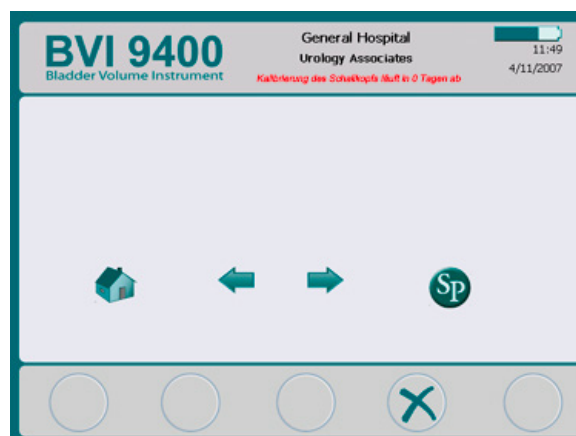 BVI 9400
Bladder Volume Instrument
General Hospital
Urology Associates
Kalibrierung des Schallkopfs läuft in 0 Tagen ab
11:49
4/11/2007
SP